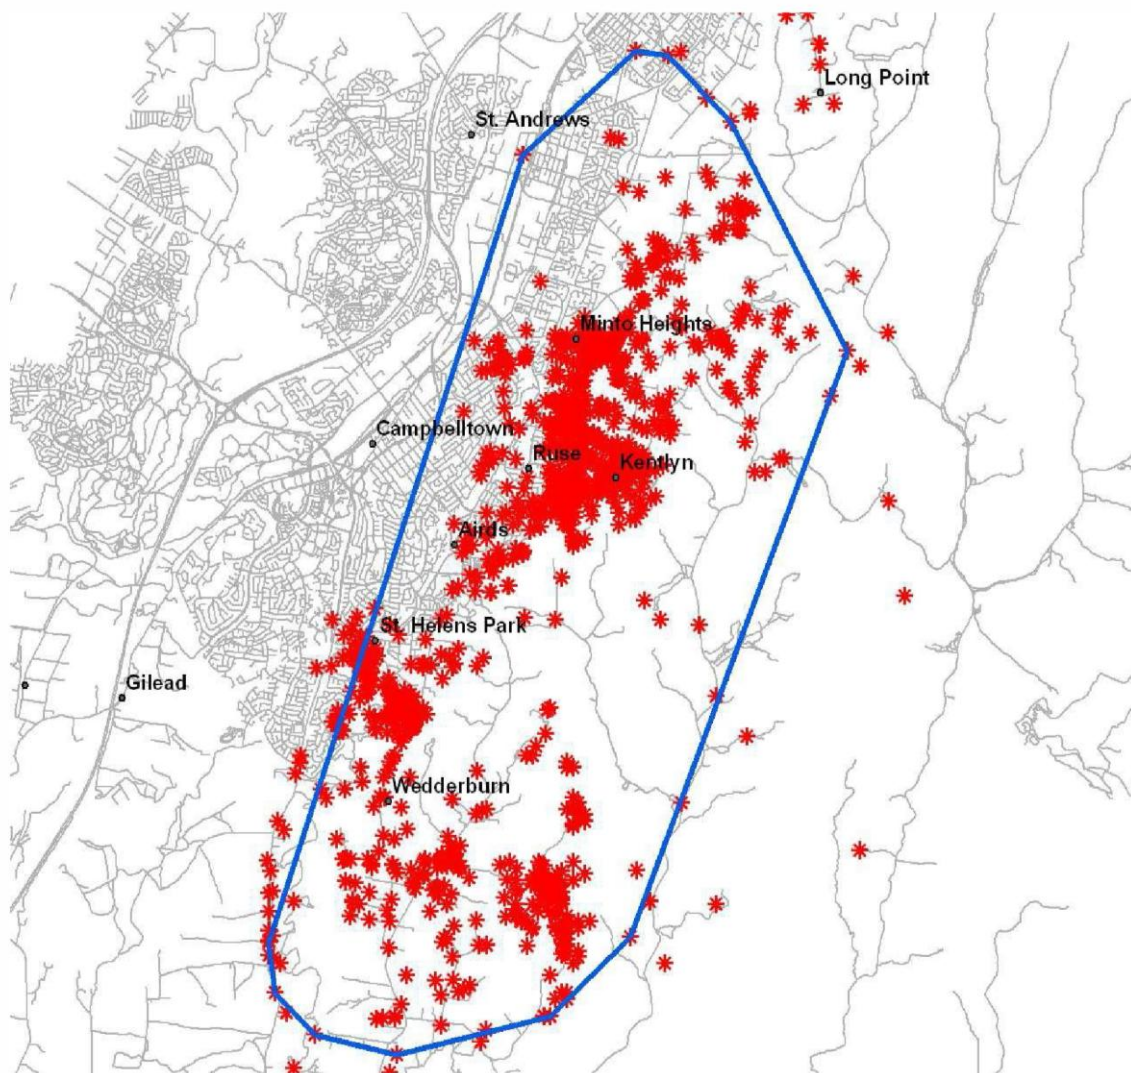 Long Point
St. Andrews
Minto Heights
Campbelltown
Ruse
Kentlyn
Airds
St. Helens Park
Gilead
Wedderburn